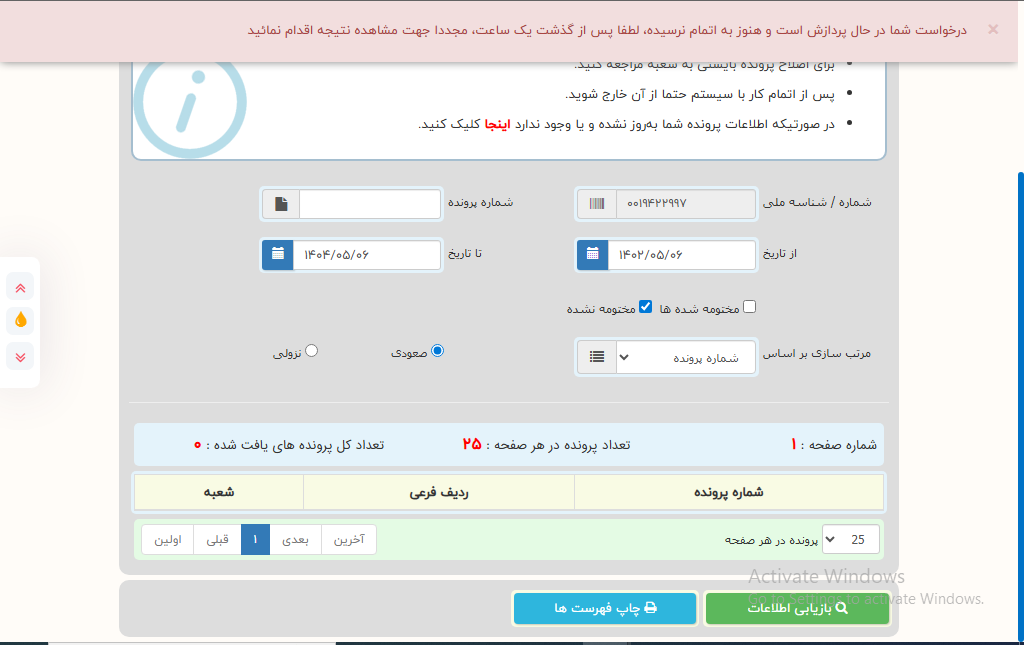 درخواست شما در حال پردازش است و هنوز به اتمام نرسیده، لطفا پس از گذشت یک ساعت، مجددا جهت مشاهده نتیجه اقدام نمائید ×
برای اصلاح پرونده بایستی به شعبه مراجعه کنید.
پس از اتمام کار با سیستم حتما از آن خارج شوید.
در صورتیکه اطلاعات پرونده شما به‌روز نشده و یا وجود ندارد اینجا کلیک کنید.
شماره / شناسه ملی ۰۰۱۹۴۲۲۹۹۷ شماره پرونده
از تاریخ ۱۴۰۲/۰۵/۰۶ تا تاریخ ۱۴۰۴/۰۵/۰۶
مختومه شده ها مختومه نشده
مرتب سازی بر اساس شماره پرونده صعودی نزولی
شماره صفحه : ۱ تعداد پرونده در هر صفحه : ۲۵ تعداد کل پرونده های یافت شده : ۰
شماره پرونده ردیف فرعی شعبه
25 پرونده در هر صفحه آخرین بعدی ۱ قبلی اولین
Activate Windows
Go to Settings to activate Windows.
بازیابی اطلاعات چاپ فهرست ها